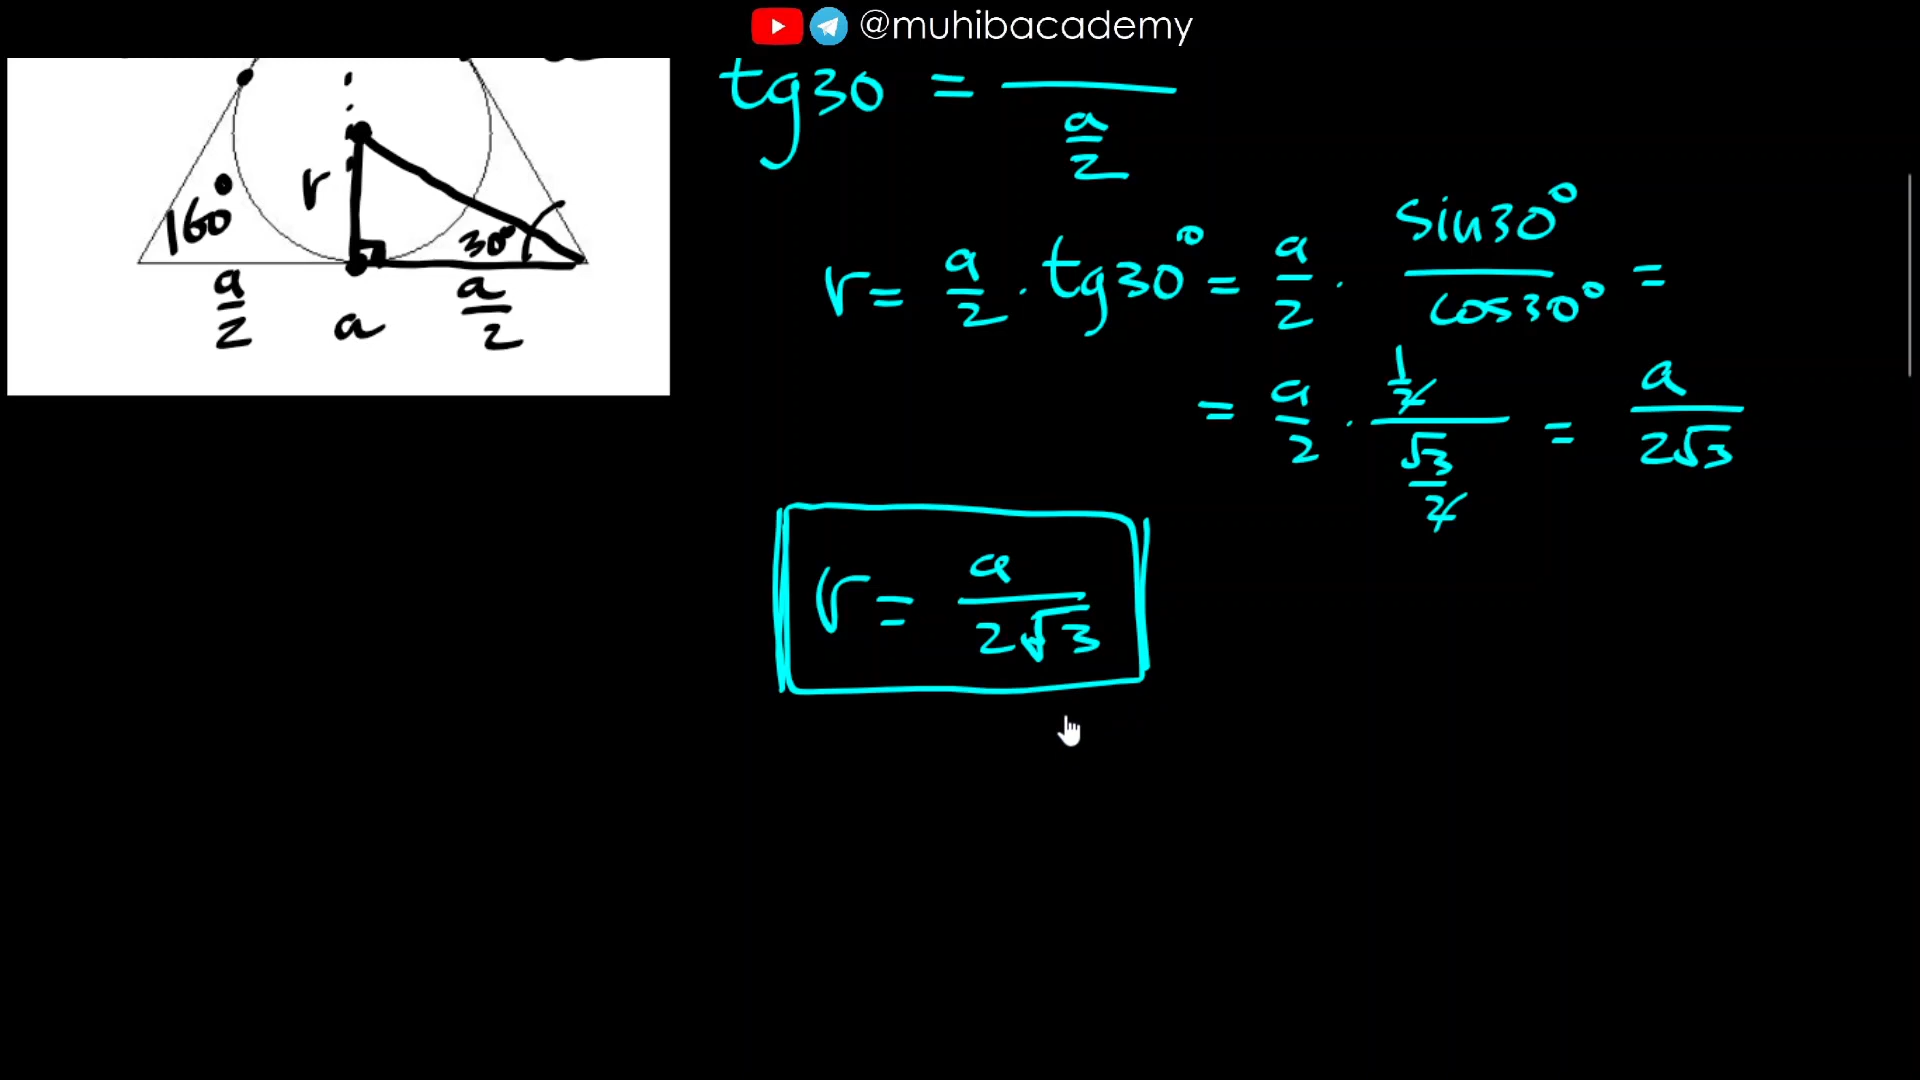 @muhibacademy
tg30 = ―/(a/2)
r = a/2 · tg30° = a/2 · sin30°/cos30° =
= a/2 · (1/2)/(√3/2) = a/(2√3)
r = a/(2√3)
r
60°
30°
a/2
a
a/2